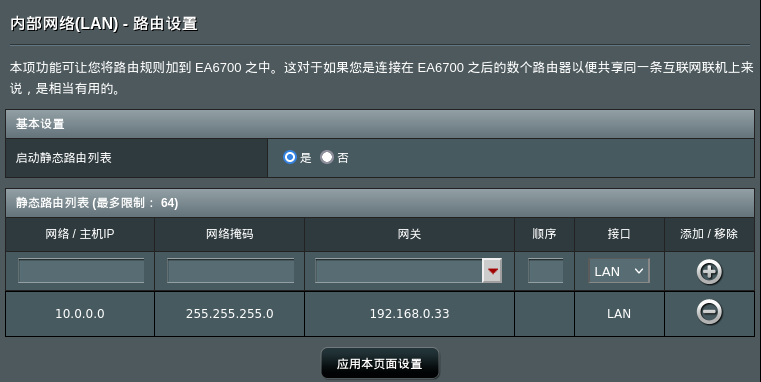 内部网络(LAN) - 路由设置
本项功能可让您将路由规则加到 EA6700 之中。这对于如果您是连接在 EA6700 之后的数个路由器以便共享同一条互联网联机上来
说，是相当有用的。
基本设置
启动静态路由列表 是 否
静态路由列表 (最多限制： 64)
网络 / 主机IP 网络掩码 网关 顺序 接口 添加 / 移除
LAN
10.0.0.0 255.255.255.0 192.168.0.33 LAN
应用本页面设置